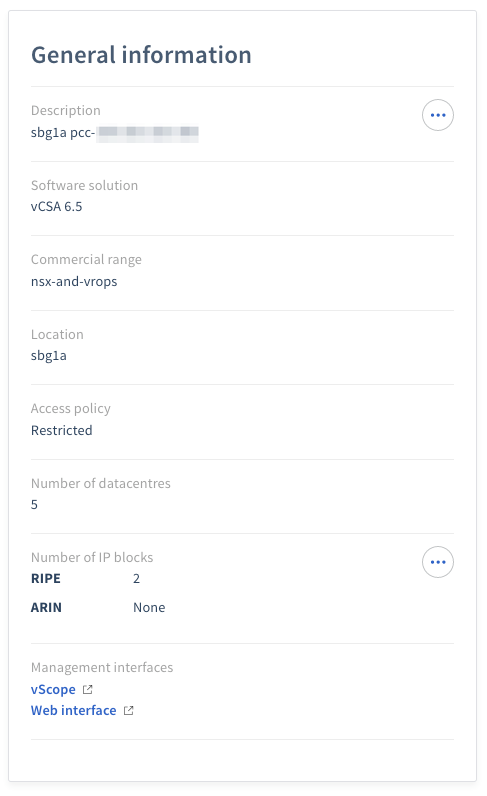 General information
Description
sbg1a pcc-
Software solution
vCSA 6.5
Commercial range
nsx-and-vrops
Location
sbg1a
Access policy
Restricted
Number of datacentres
5
Number of IP blocks
RIPE 2
ARIN None
Management interfaces
vScope
Web interface